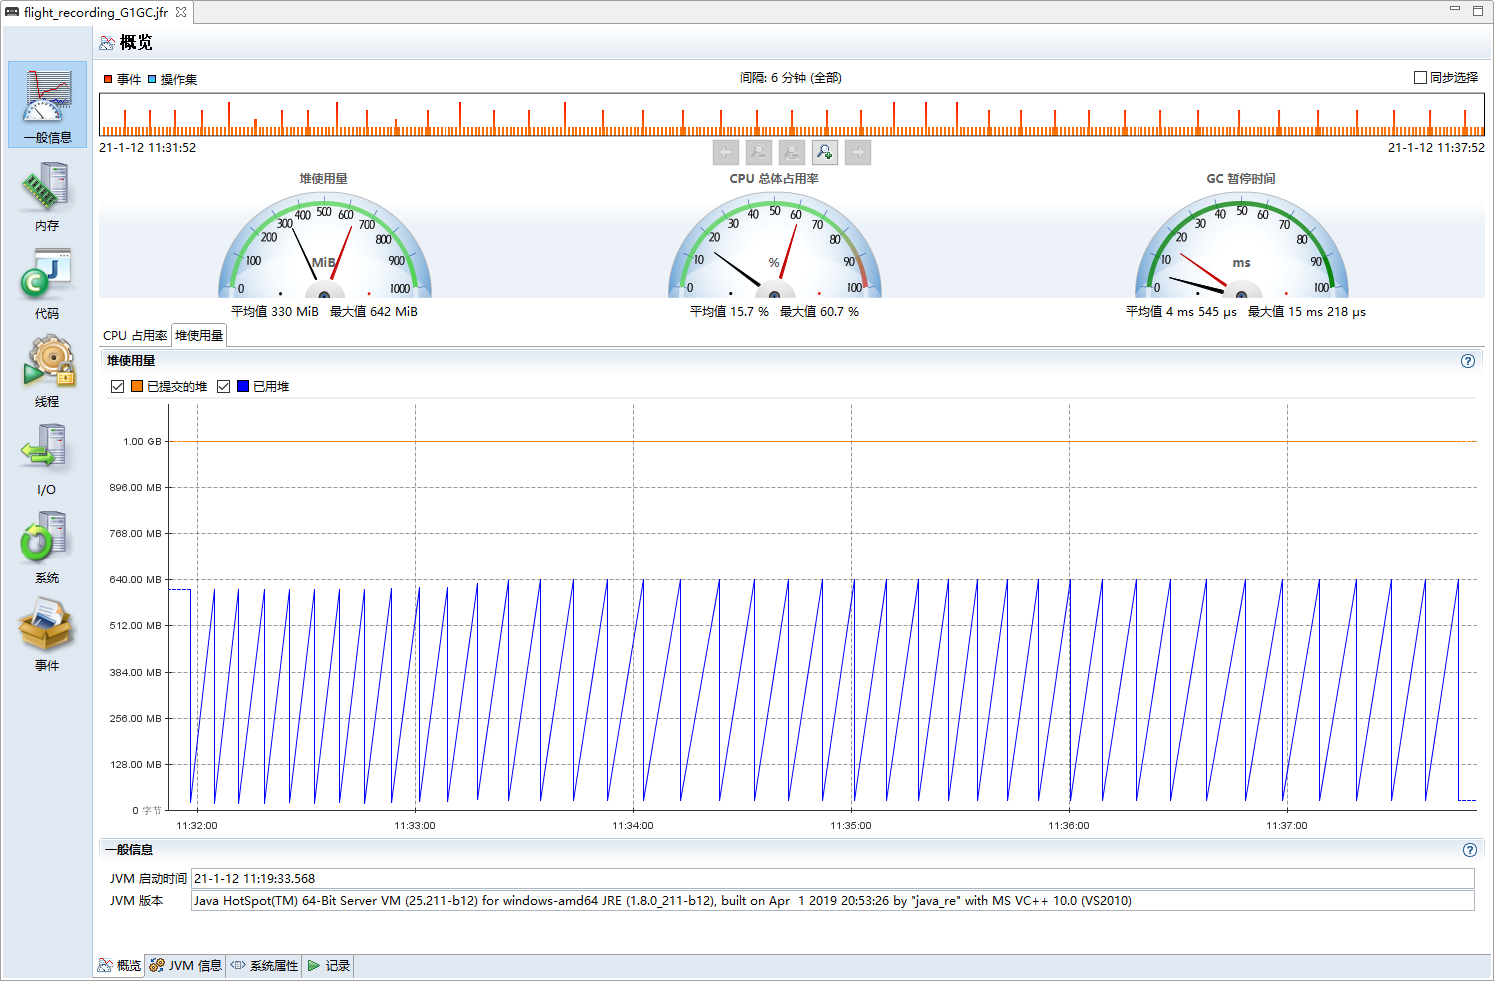 flight_recording_G1GC.jfr
概览
事件 操作集 间隔: 6 分钟 (全部) 同步选择
21-1-12 11:31:52 21-1-12 11:37:52
一般信息
内存
代码
线程
I/O
系统
事件
堆使用量
0 100 200 300 400 500 600 700 800 900 1000
MiB
平均值 330 MiB 最大值 642 MiB
CPU 总体占用率
0 10 20 30 40 50 60 70 80 90 100
%
平均值 15.7 % 最大值 60.7 %
GC 暂停时间
0 10 20 30 40 50 60 70 80 90 100
ms
平均值 4 ms 545 µs 最大值 15 ms 218 µs
CPU 占用率 堆使用量
堆使用量
已提交的堆 已用堆
1.00 GB
896.00 MB
768.00 MB
640.00 MB
512.00 MB
384.00 MB
256.00 MB
128.00 MB
0 字节
11:32:00 11:33:00 11:34:00 11:35:00 11:36:00 11:37:00
一般信息
JVM 启动时间 21-1-12 11:19:33.568
JVM 版本 Java HotSpot(TM) 64-Bit Server VM (25.211-b12) for windows-amd64 JRE (1.8.0_211-b12), built on Apr  1 2019 20:53:26 by "java_re" with MS VC++ 10.0 (VS2010)
概览 JVM 信息 系统属性 记录